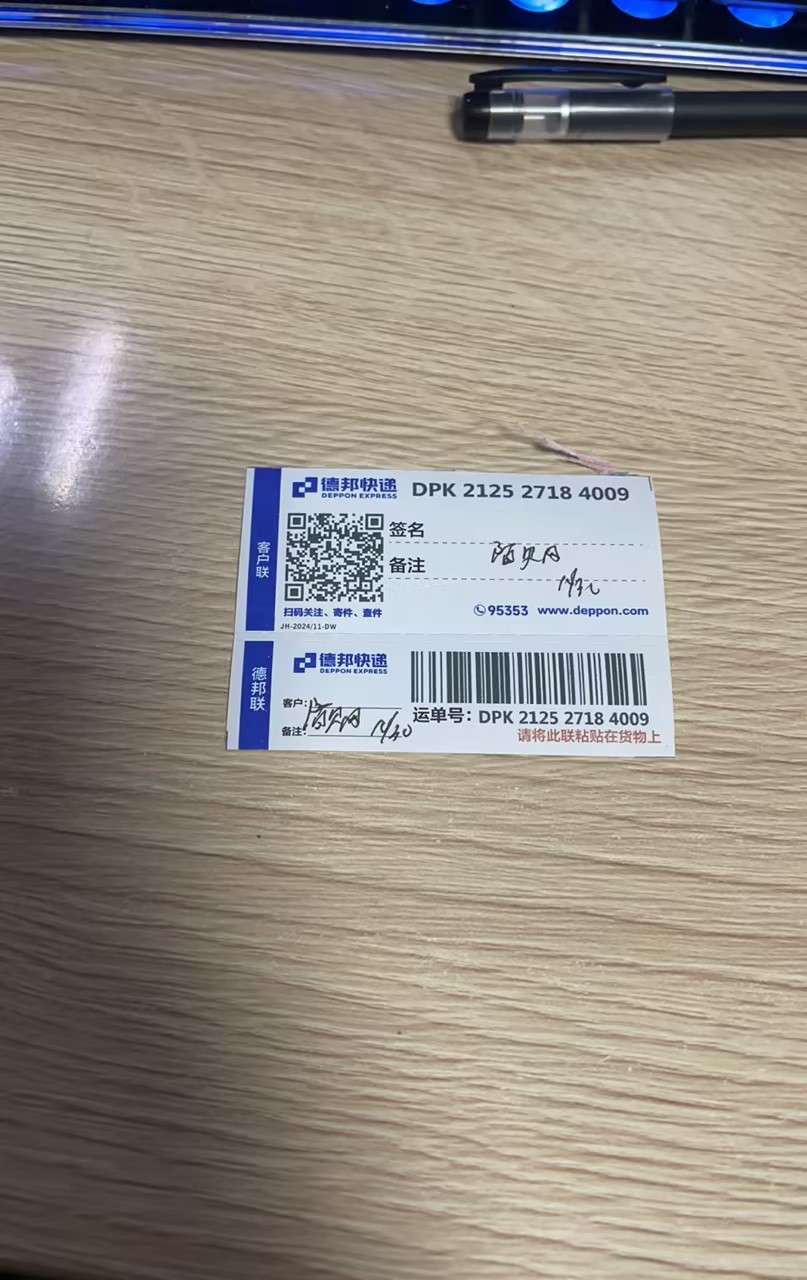 客户联
德邦快递 DPK 2125 2718 4009
DEPPON EXPRESS
签名
备注
扫码关注、寄件、查件
95353 www.deppon.com
JH-2024/11-DW
德邦联
德邦快递
DEPPON EXPRESS
客户:
备注:
运单号: DPK 2125 2718 4009
请将此联粘贴在货物上